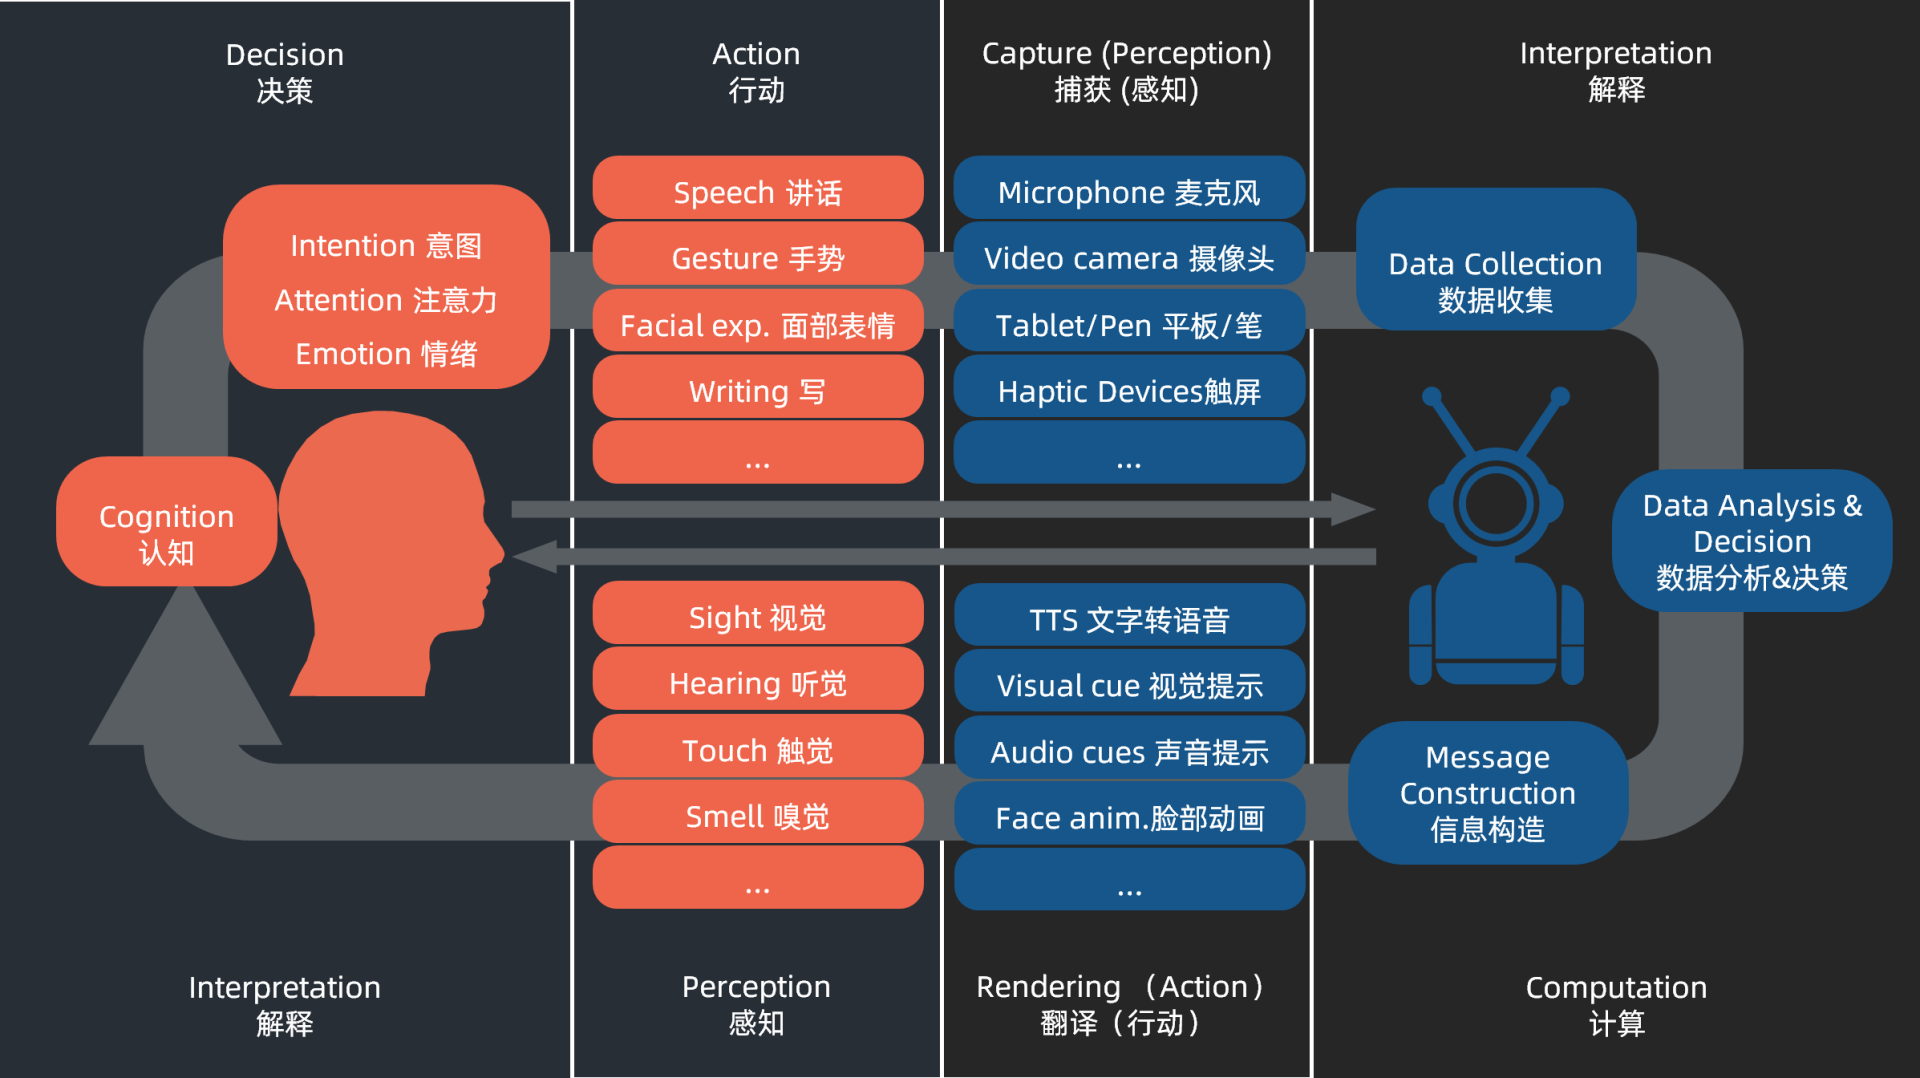 Decision
决策
Action
行动
Capture (Perception)
捕获 (感知)
Interpretation
解释
Intention 意图
Attention 注意力
Emotion 情绪
Cognition
认知
Speech 讲话
Gesture 手势
Facial exp. 面部表情
Writing 写
...
Microphone 麦克风
Video camera 摄像头
Tablet/Pen 平板/笔
Haptic Devices触屏
...
Data Collection
数据收集
Data Analysis &
Decision
数据分析&决策
Message
Construction
信息构造
Sight 视觉
Hearing 听觉
Touch 触觉
Smell 嗅觉
...
TTS 文字转语音
Visual cue 视觉提示
Audio cues 声音提示
Face anim.脸部动画
...
Interpretation
解释
Perception
感知
Rendering （Action）
翻译（行动）
Computation
计算